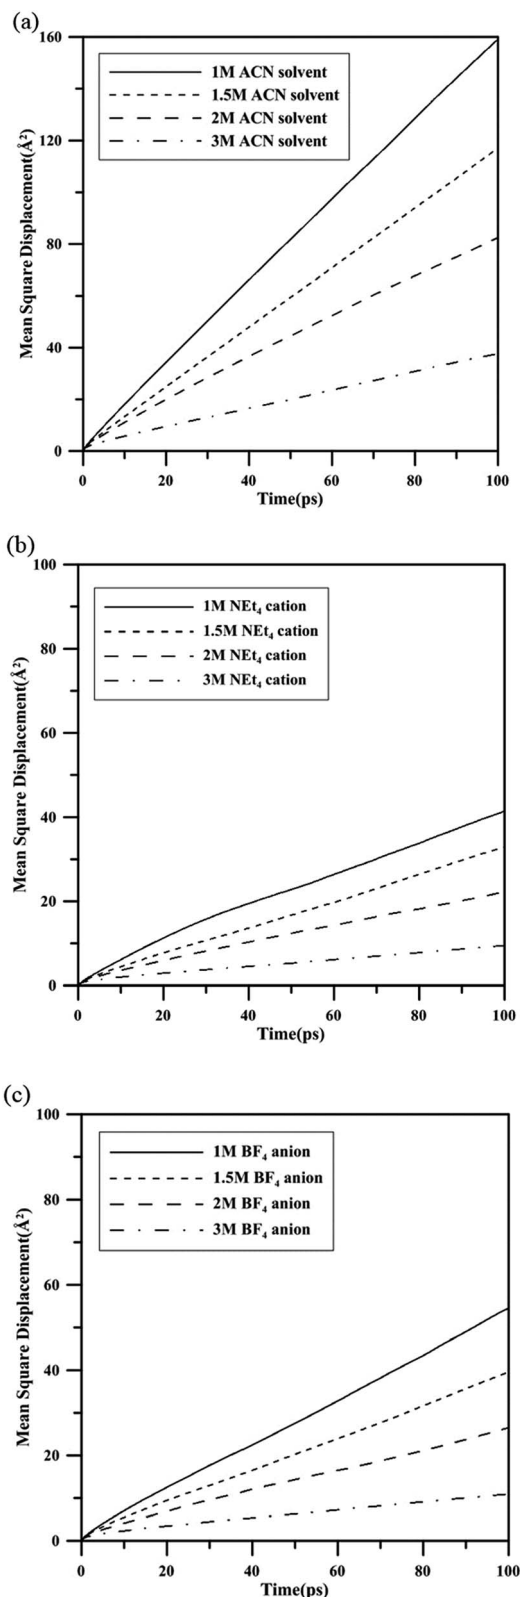 (a)
160
120
80
40
0
Mean Square Displacement(Å²)
1M ACN solvent
1.5M ACN solvent
2M ACN solvent
3M ACN solvent
0 20 40 60 80 100
Time(ps)
(b)
100
80
60
40
20
0
Mean Square Displacement(Å²)
1M NEt₄ cation
1.5M NEt₄ cation
2M NEt₄ cation
3M NEt₄ cation
0 20 40 60 80 100
Time(ps)
(c)
100
80
60
40
20
0
Mean Square Displacement(Å²)
1M BF₄ anion
1.5M BF₄ anion
2M BF₄ anion
3M BF₄ anion
0 20 40 60 80 100
Time(ps)